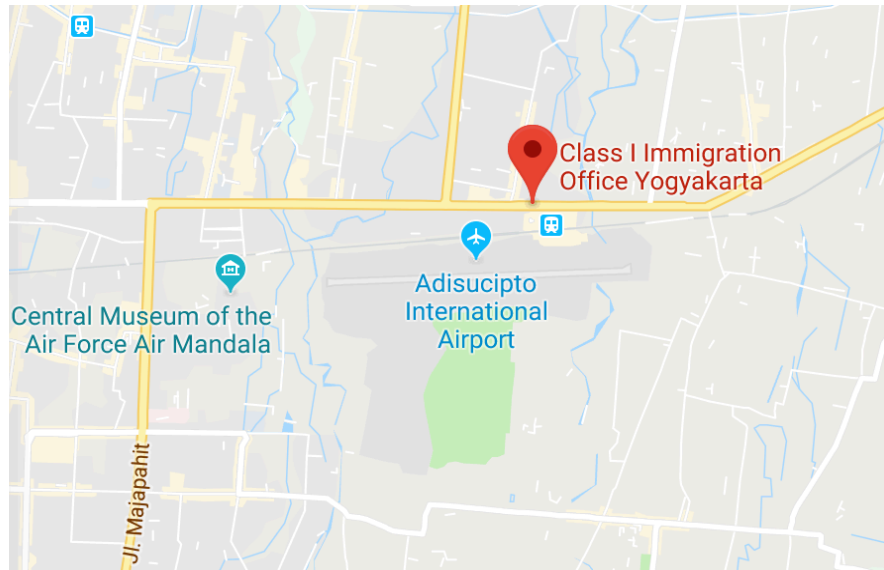 Class I Immigration
Office Yogyakarta
Adisucipto
International
Airport
Central Museum of the
Air Force Air Mandala
Jl. Majapahit